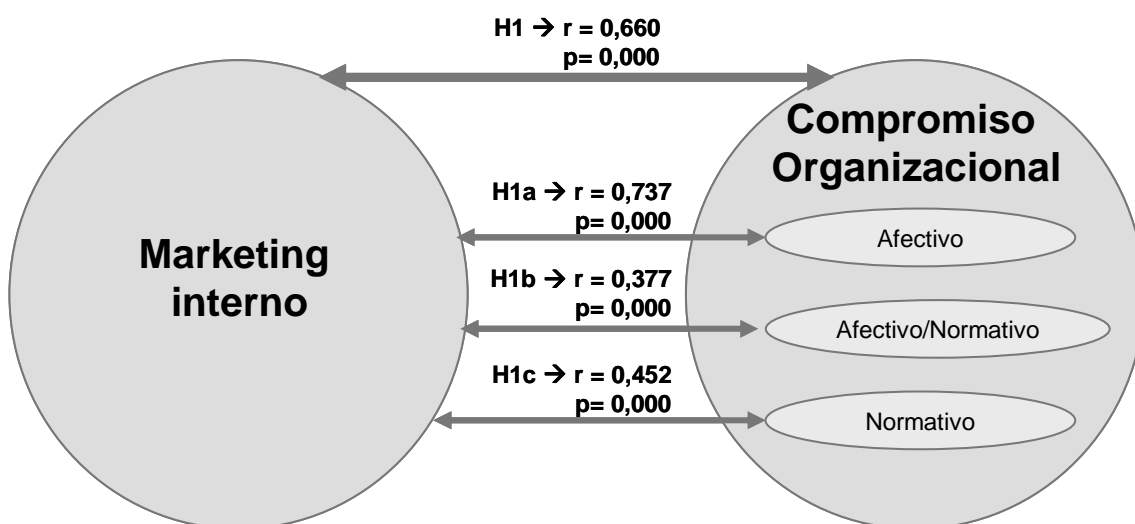 H1 → r = 0,660
p= 0,000
Compromiso
Organizacional
H1a → r = 0,737
p= 0,000
Afectivo
Marketing
interno
H1b → r = 0,377
p= 0,000
Afectivo/Normativo
H1c → r = 0,452
p= 0,000
Normativo